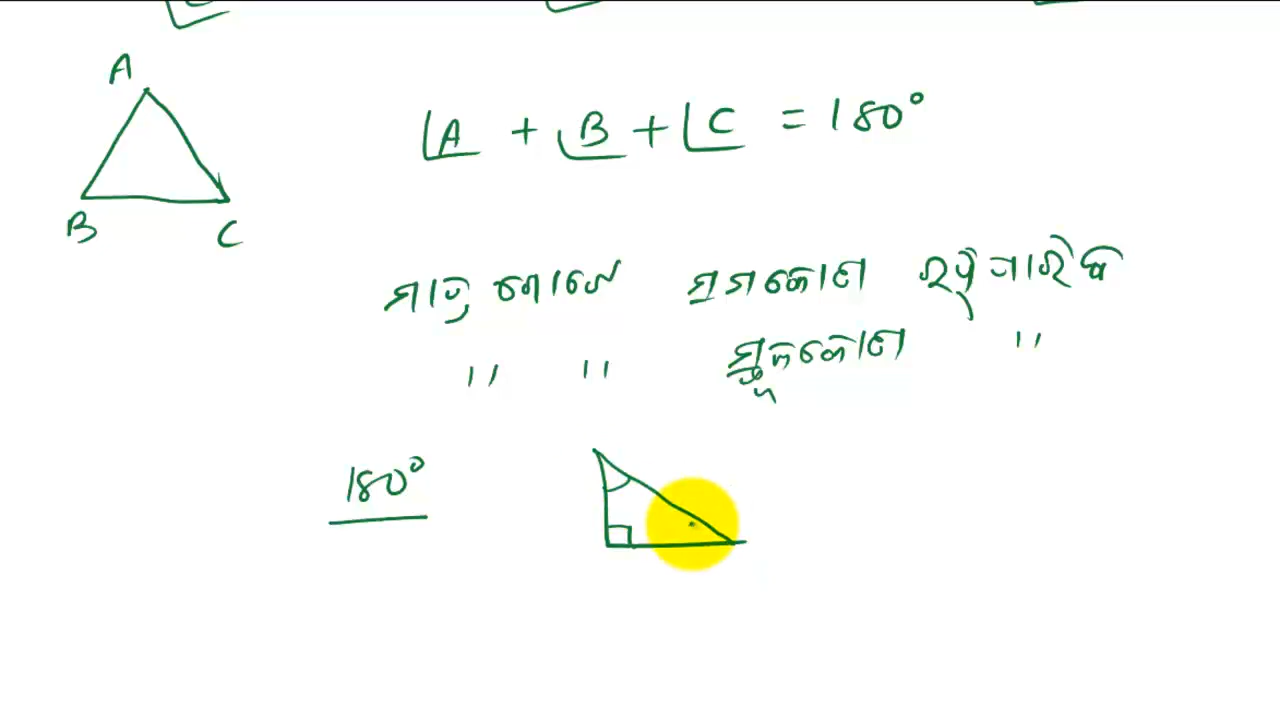 A
∠A + ∠B + ∠C = 180°
B C
ମାତ୍ର ଗୋଟେ ସମକୋଣ ରହିପାରିବ
" " ସ୍ଥୂଳକୋଣ "
180°